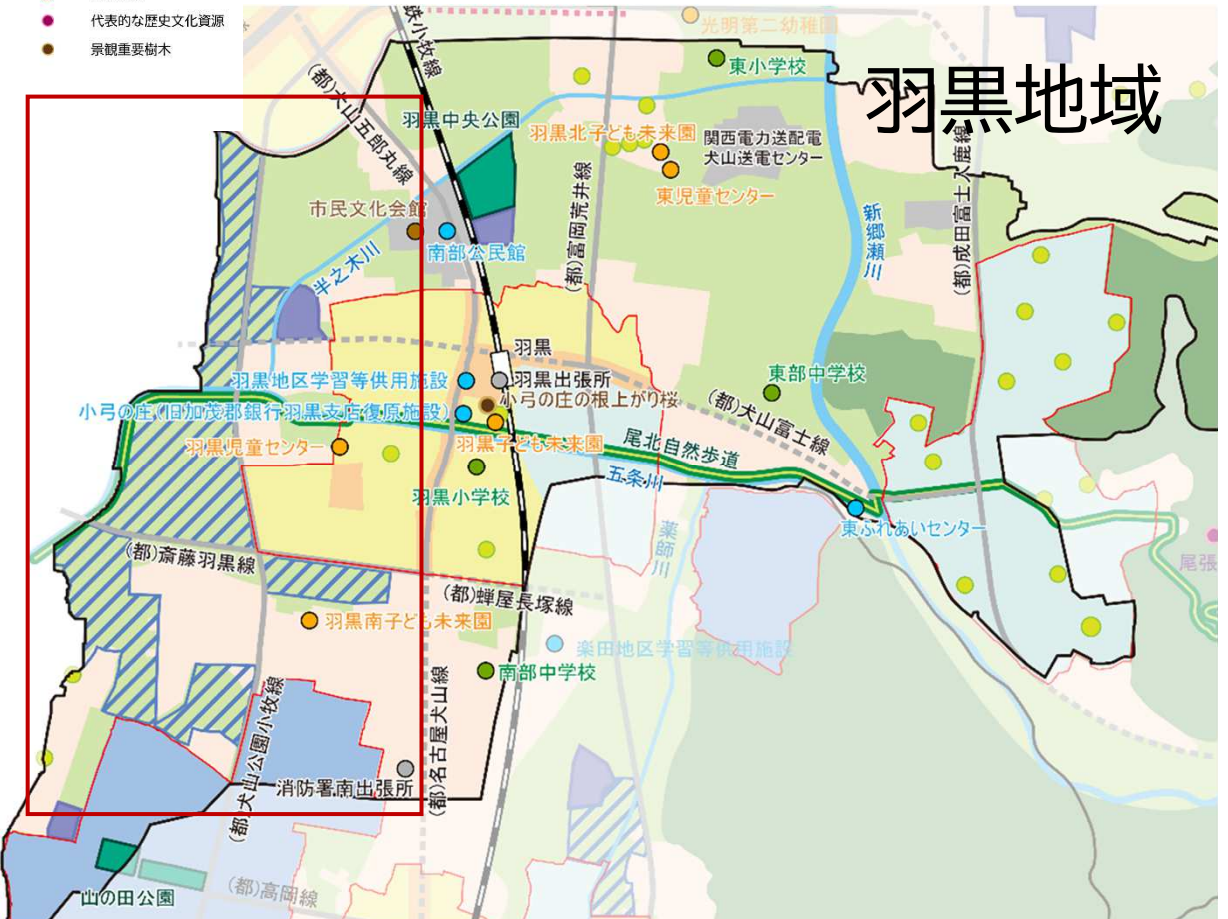 代表的な歴史文化資源
景観重要樹木
羽黒地域
光明第二幼稚園
鉄小牧線
東小学校
(都)犬山五郎丸線
羽黒中央公園
羽黒北子ども未来園
関西電力送配電
犬山送電センター
東児童センター
(都)富岡荒井線
(都)成田富士入鹿線
新郷瀬川
市民文化会館
南部公民館
半之木川
羽黒
羽黒地区学習等供用施設
羽黒出張所
小弓の庄の根上がり桜
小弓の庄(旧加茂郡銀行羽黒支店復原施設)
羽黒児童センター
羽黒子ども未来園
東部中学校
(都)犬山富士線
尾北自然歩道
五条川
羽黒小学校
東ふれあいセンター
薬師川
尾張
(都)斎藤羽黒線
(都)蝉屋長塚線
羽黒南子ども未来園
楽田地区学習等供用施設
南部中学校
(都)犬山公園小牧線
(都)名古屋犬山線
消防署南出張所
山の田公園
(都)高岡線